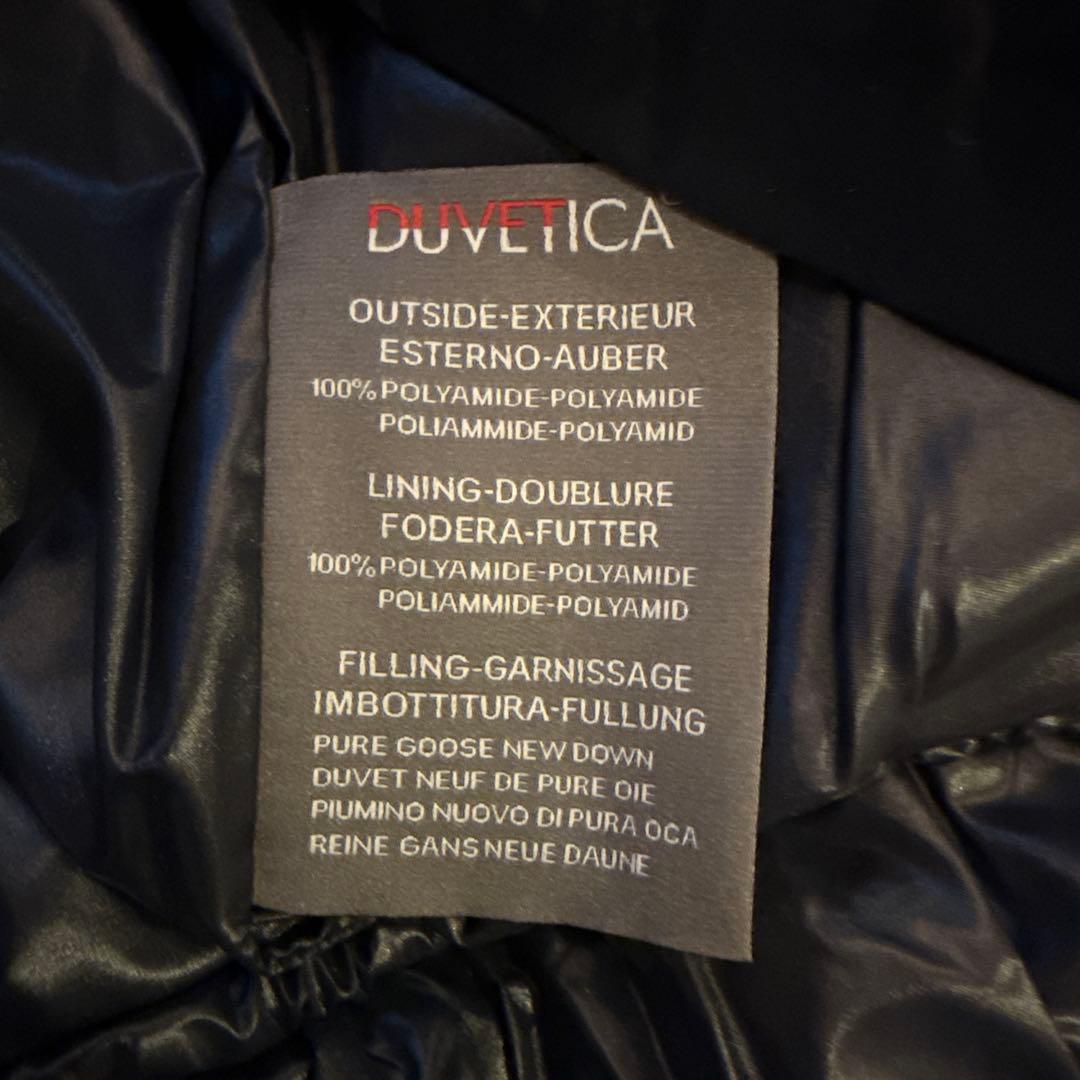 DUVETICA
OUTSIDE-EXTERIEUR
ESTERNO-AUBER
100% POLYAMIDE-POLYAMIDE
POLIAMMIDE-POLYAMID
LINING-DOUBLURE
FODERA-FUTTER
100% POLYAMIDE-POLYAMIDE
POLIAMMIDE-POLYAMID
FILLING-GARNISSAGE
IMBOTTITURA-FULLUNG
PURE GOOSE NEW DOWN
DUVET NEUF DE PURE OIE
PIUMINO NUOVO DI PURA OCA
REINE GANS NEUE DAUNE